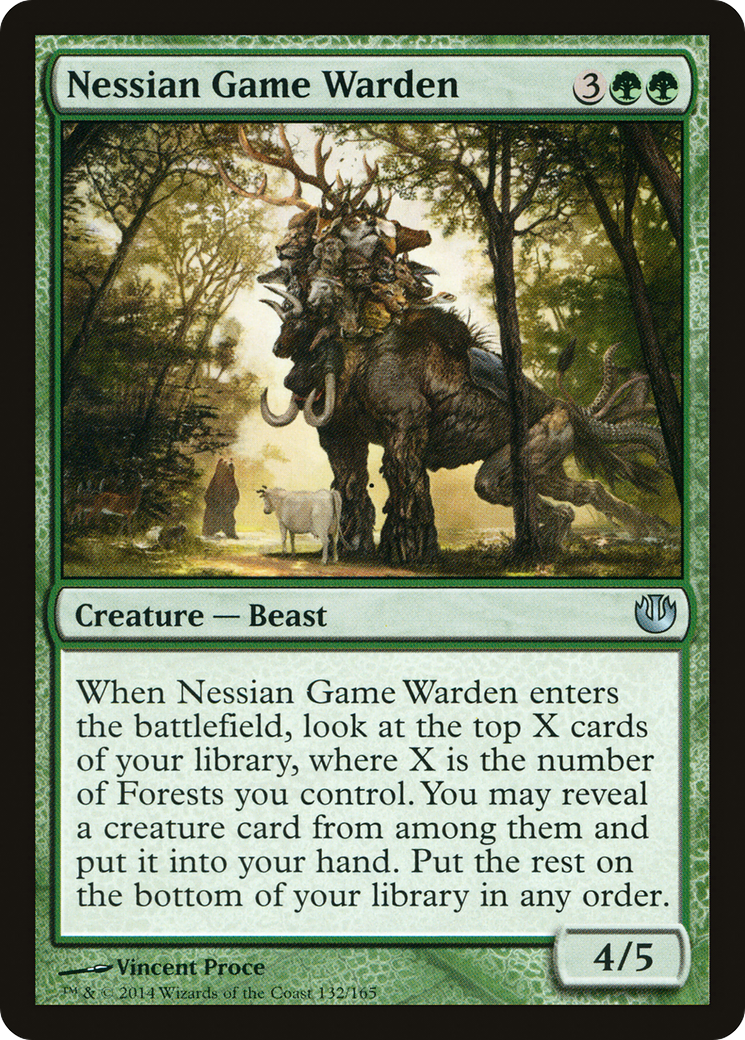 Nessian Game Warden 3
Creature — Beast
When Nessian Game Warden enters
the battlefield, look at the top X cards
of your library, where X is the number
of Forests you control. You may reveal
a creature card from among them and
put it into your hand. Put the rest on
the bottom of your library in any order.
4/5
Vincent Proce
™ & © 2014 Wizards of the Coast 132/165